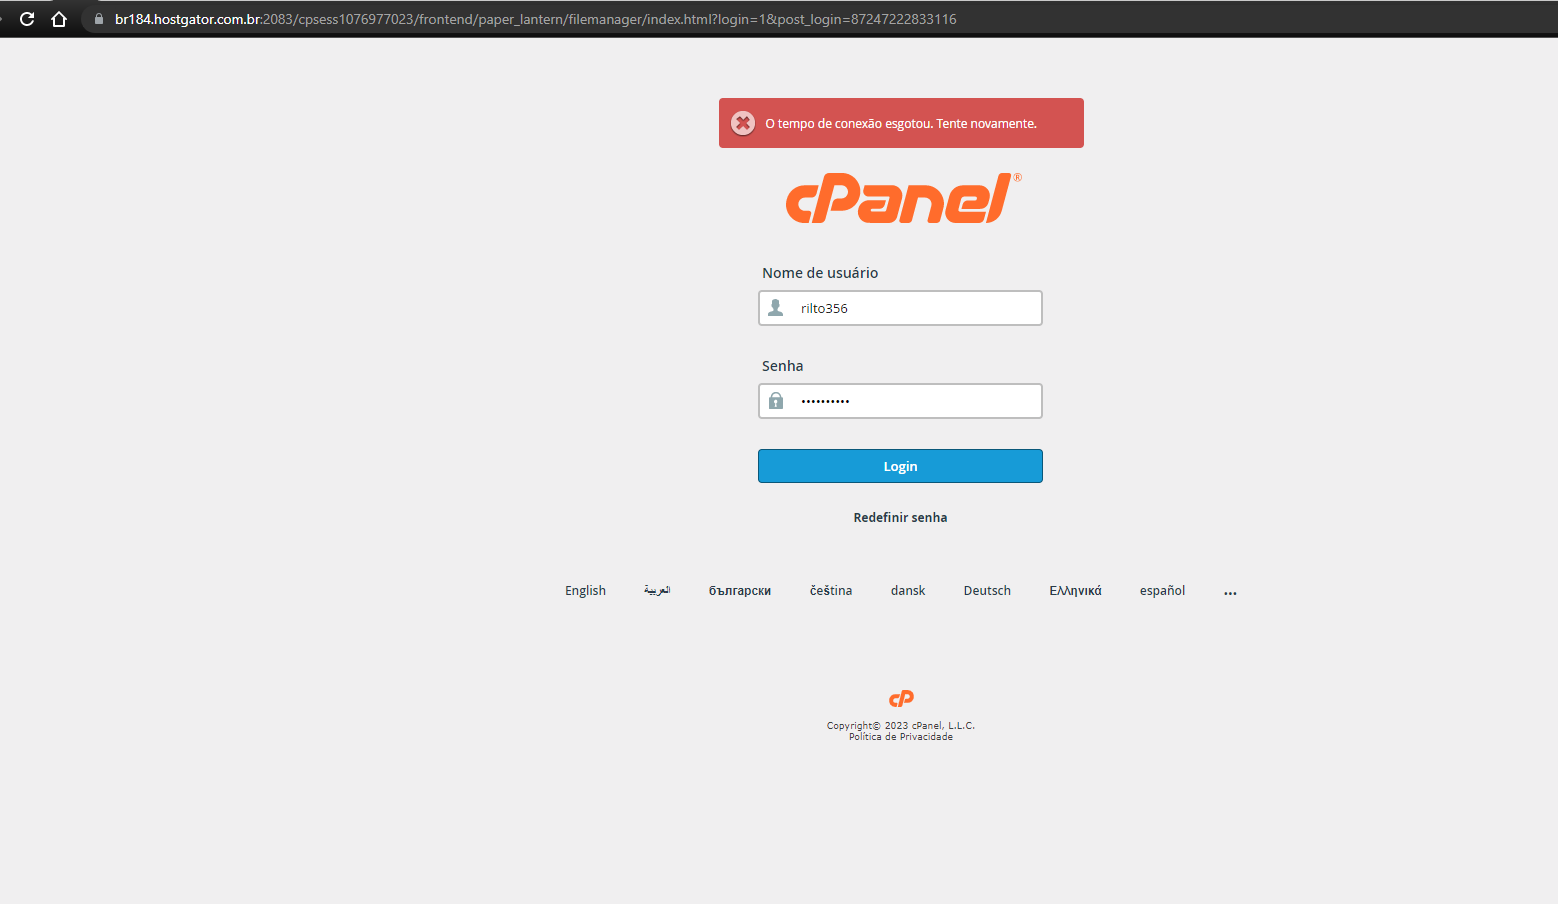 br184.hostgator.com.br:2083/cpsess1076977023/frontend/paper_lantern/filemanager/index.html?login=1&post_login=87247222833116
O tempo de conexão esgotou. Tente novamente.
cPanel®
Nome de usuário
rilto356
Senha
••••••••••
Login
Redefinir senha
English العربية български čeština dansk Deutsch Ελληνικά español ...
cP
Copyright© 2023 cPanel, L.L.C.
Política de Privacidade